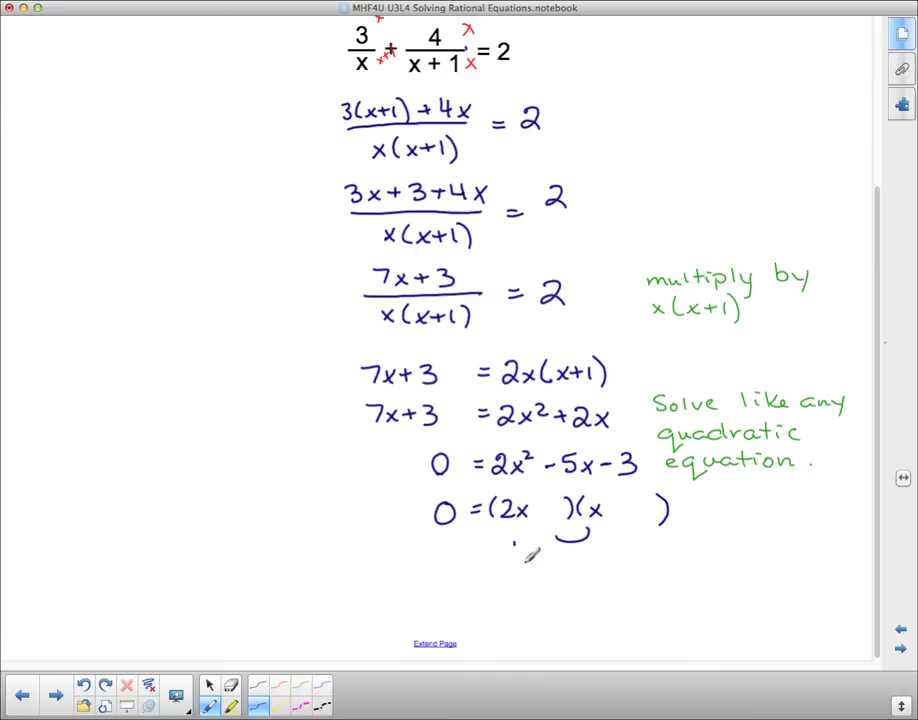 MHF4U U3L4 Solving Rational Equations.notebook
x x
3/x + 4/(x + 1) = 2
x+1 x
(3(x+1) + 4x)/(x(x+1)) = 2
(3x + 3 + 4x)/(x(x+1)) = 2
(7x + 3)/(x(x+1)) = 2
multiply by
x(x+1)
7x + 3 = 2x(x+1)
7x + 3 = 2x² + 2x
Solve like any
quadratic
0 = 2x² - 5x - 3
equation.
0 = (2x )(x )
Extend Page